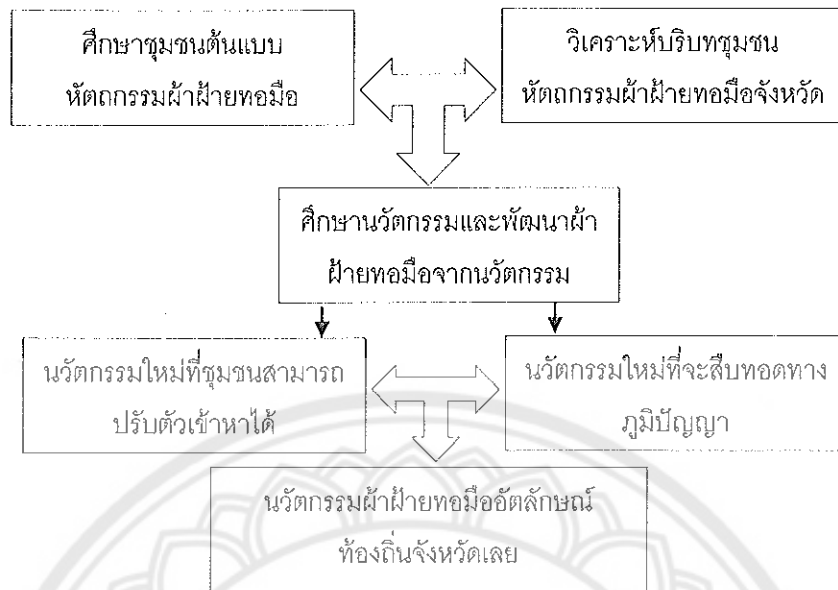 ศึกษาชุมชนต้นแบบ
หัตถกรรมผ้าฝ้ายทอมือ
วิเคราะห์บริบทชุมชน
หัตถกรรมผ้าฝ้ายทอมือจังหวัด
ศึกษานวัตกรรมและพัฒนาผ้า
ฝ้ายทอมือจากนวัตกรรม
นวัตกรรมใหม่ที่ชุมชนสามารถ
ปรับตัวเข้าหาได้
นวัตกรรมใหม่ที่จะสืบทอดทาง
ภูมิปัญญา
นวัตกรรมผ้าฝ้ายทอมืออัตลักษณ์
ท้องถิ่นจังหวัดเลย